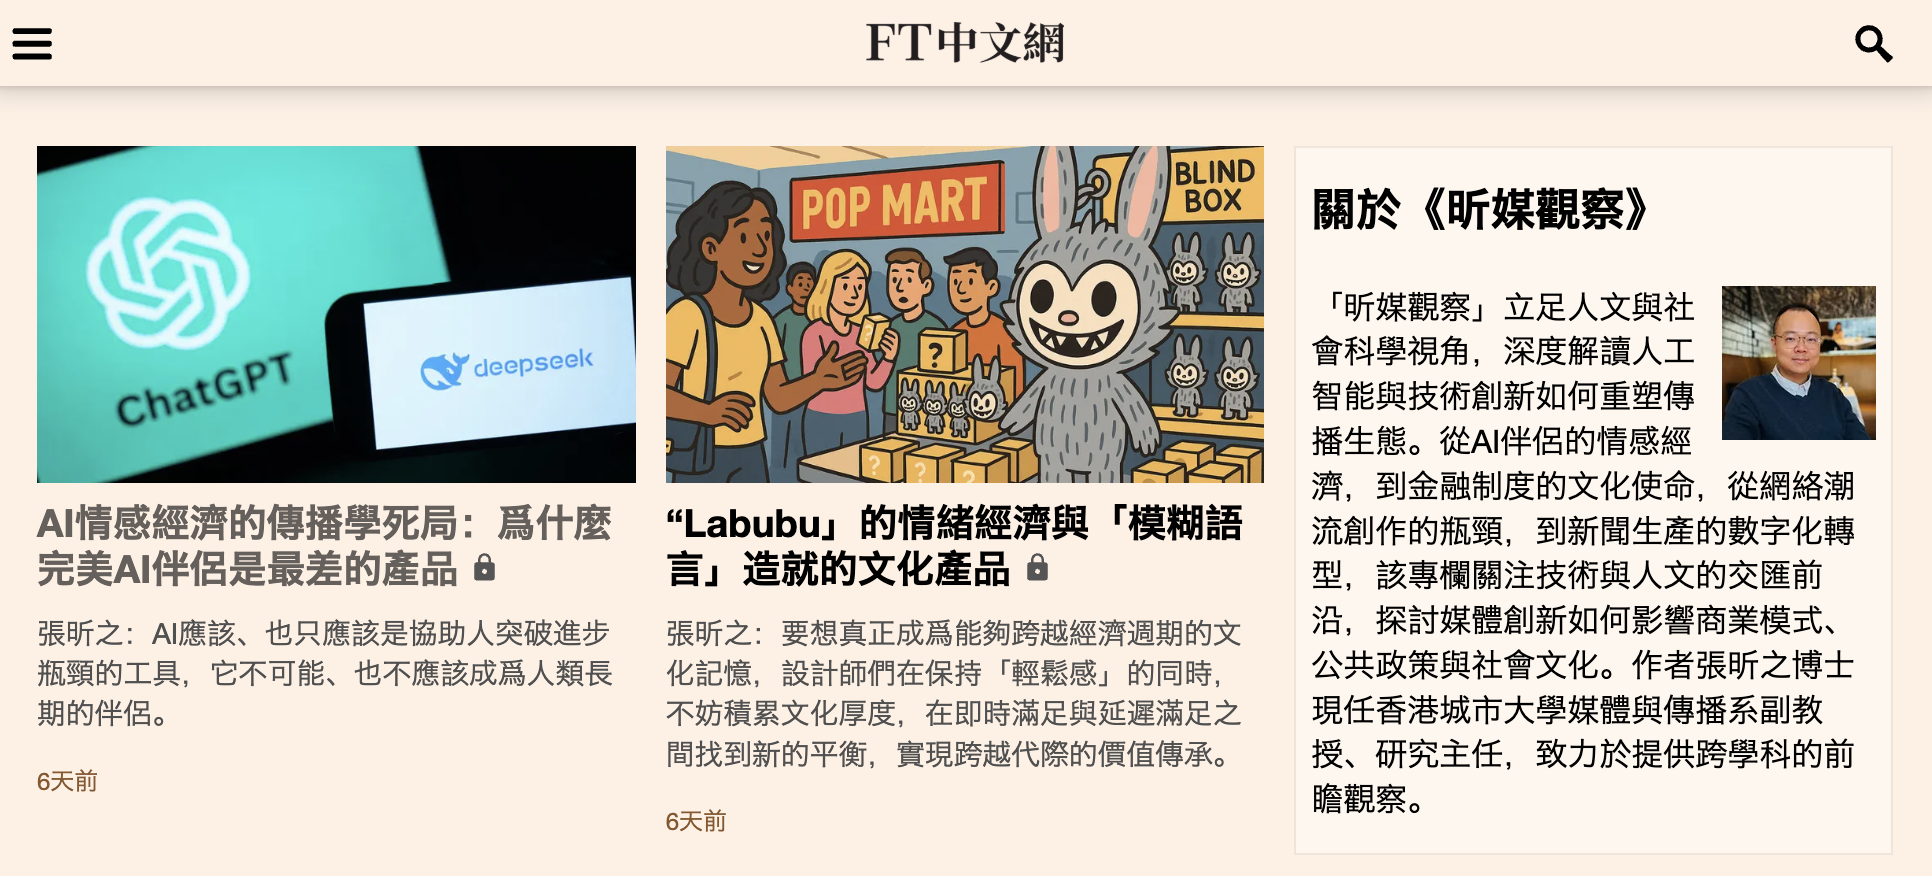 FT中文網
ChatGPT
deepseek
AI情感經濟的傳播學死局：爲什麼
完美AI伴侶是最差的產品
張昕之：AI應該、也只應該是協助人突破進步
瓶頸的工具，它不可能、也不應該成爲人類長
期的伴侶。
6天前
POP MART
BLIND
BOX
?
?
?
?
?
“Labubu」的情緒經濟與「模糊語
言」造就的文化產品
張昕之：要想真正成爲能夠跨越經濟週期的文
化記憶，設計師們在保持「輕鬆感」的同時，
不妨積累文化厚度，在即時滿足與延遲滿足之
間找到新的平衡，實現跨越代際的價值傳承。
6天前
關於《昕媒觀察》
「昕媒觀察」立足人文與社
會科學視角，深度解讀人工
智能與技術創新如何重塑傳
播生態。從AI伴侶的情感經
濟，到金融制度的文化使命，從網絡潮
流創作的瓶頸，到新聞生產的數字化轉
型，該專欄關注技術與人文的交匯前
沿，探討媒體創新如何影響商業模式、
公共政策與社會文化。作者張昕之博士
現任香港城市大學媒體與傳播系副教
授、研究主任，致力於提供跨學科的前
瞻觀察。